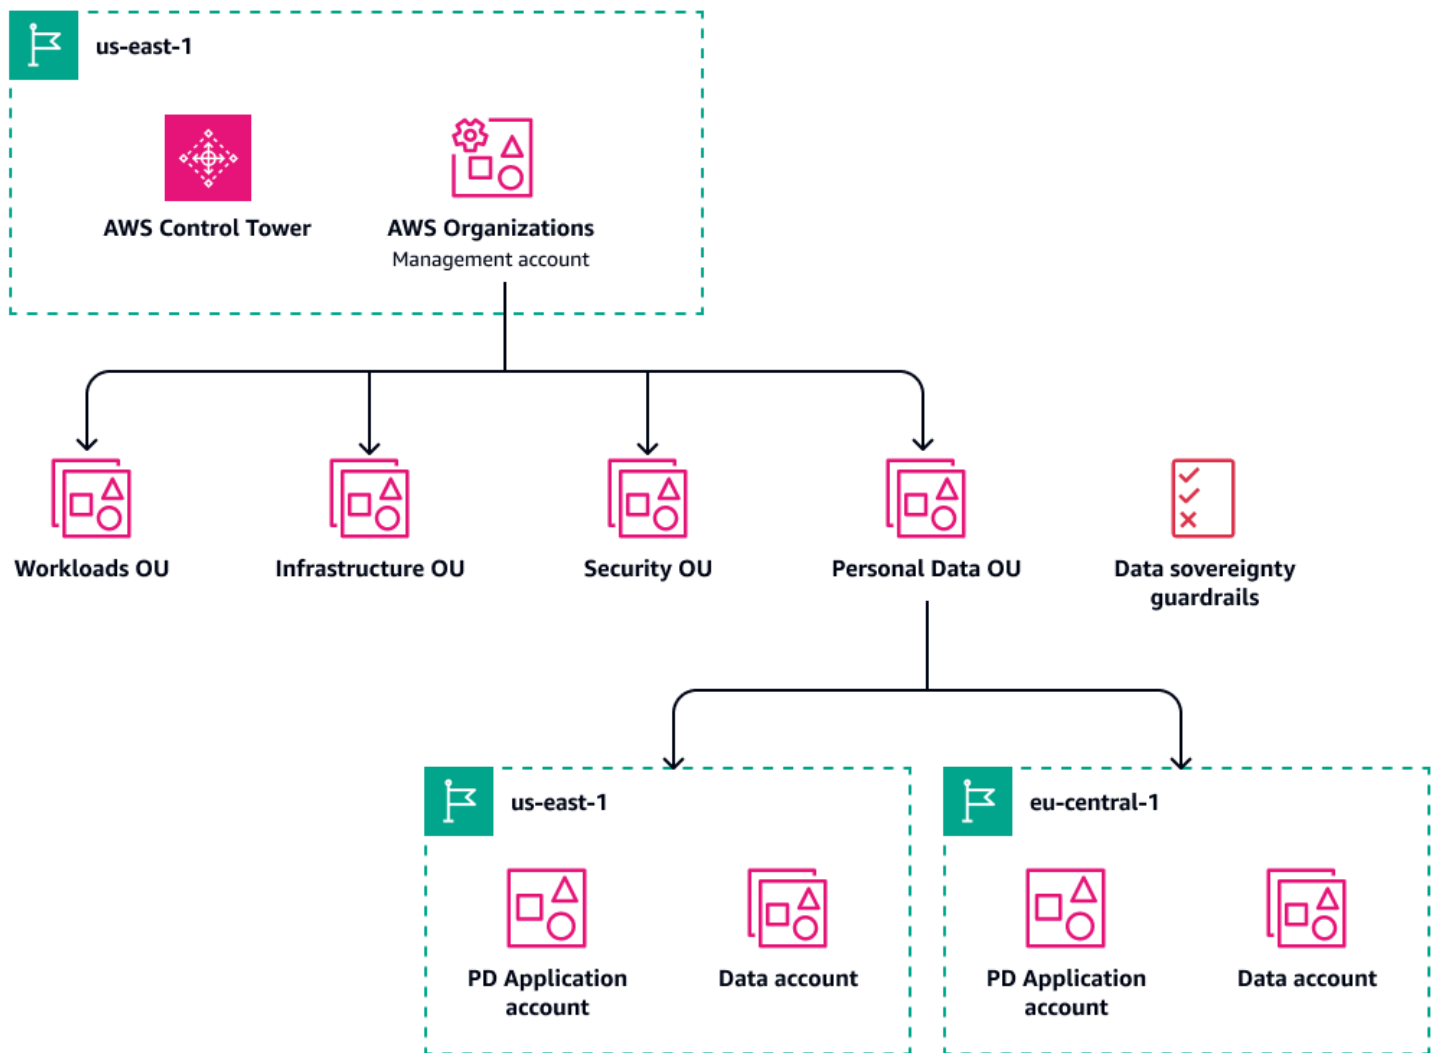 us-east-1
AWS Control Tower
AWS Organizations
Management account
Workloads OU
Infrastructure OU
Security OU
Personal Data OU
Data sovereignty
guardrails
us-east-1
PD Application
account
Data account
eu-central-1
PD Application
account
Data account